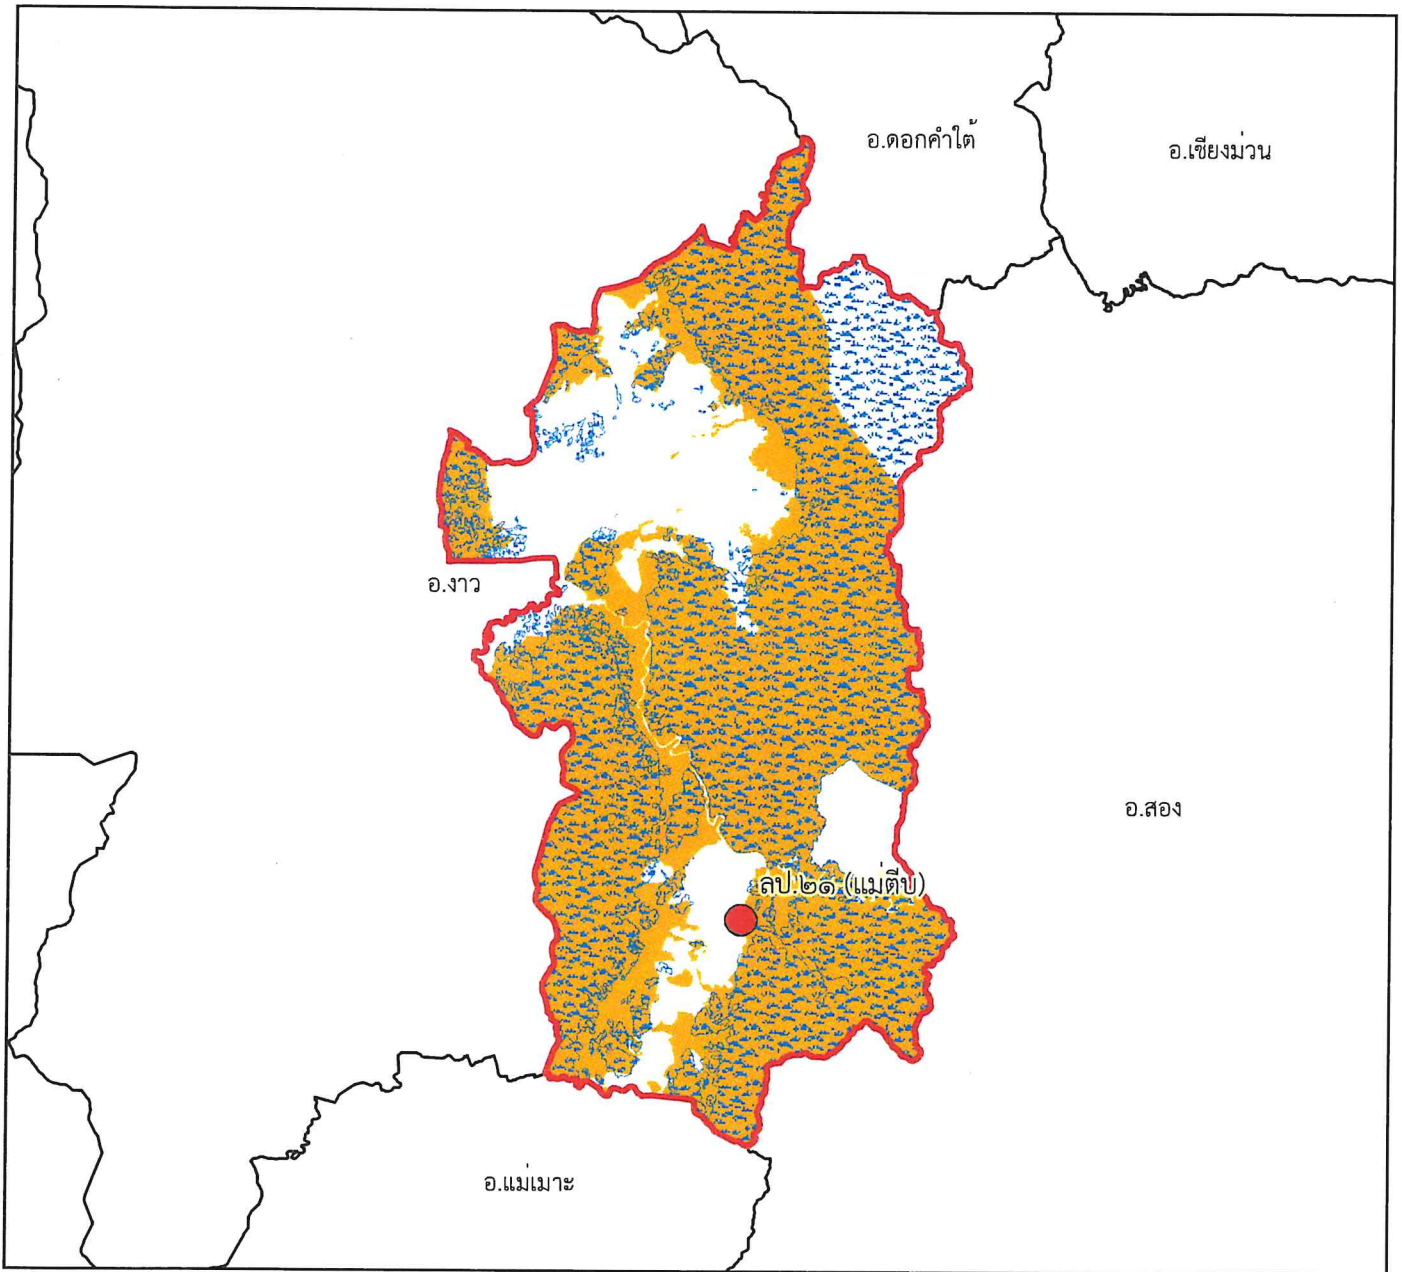 อ.ดอกคำใต้
อ.เชียงม่วน
อ.งาว
อ.สอง
ลป.๒๑ (แม่ตีบ)
อ.แม่เมาะ